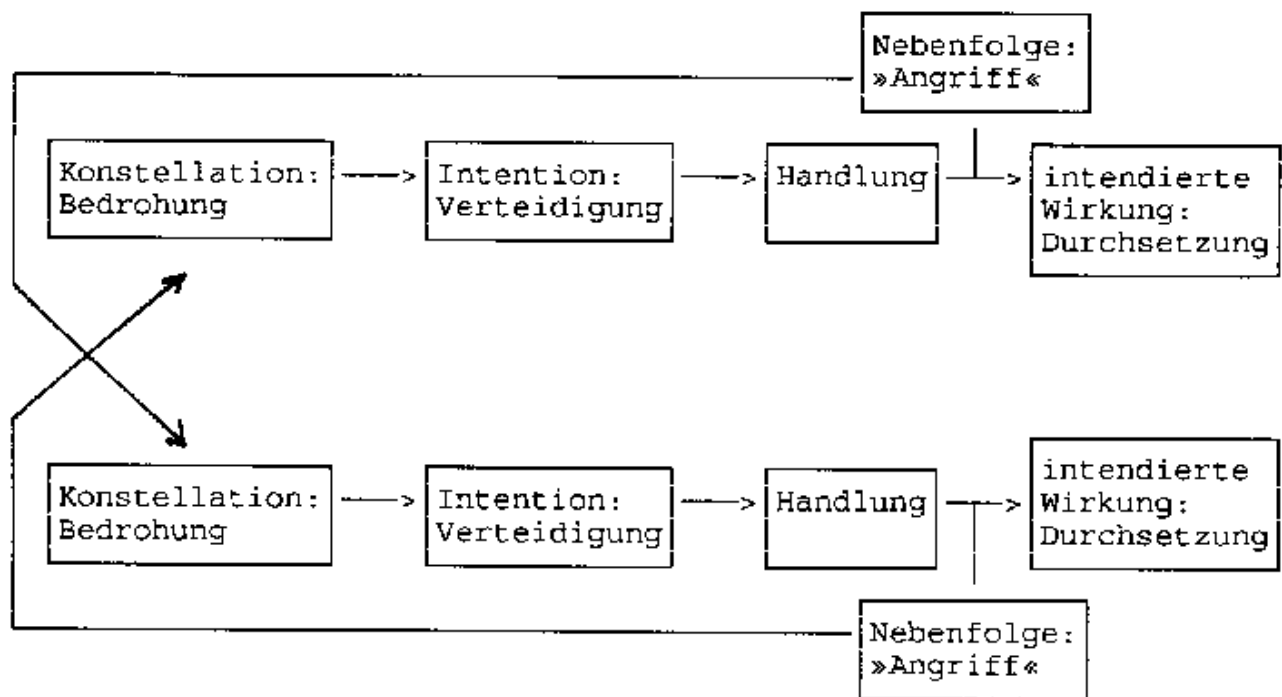 Nebenfolge:
»Angriff«
Konstellation:
Bedrohung
Intention:
Verteidigung
Handlung
intendierte
Wirkung:
Durchsetzung
Konstellation:
Bedrohung
Intention:
Verteidigung
Handlung
intendierte
Wirkung:
Durchsetzung
Nebenfolge:
»Angriff«